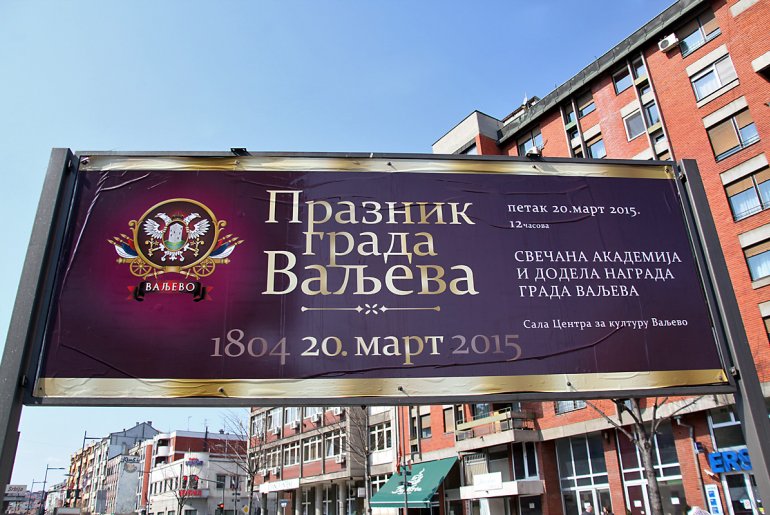 Празник
града
Ваљева
1804 20. март 2015
ВАЉЕВО
петак 20.март 2015.
12часова
СВЕЧАНА АКАДЕМИЈА
И ДОДЕЛА НАГРАДА
ГРАДА ВАЉЕВА
Сала Центра за културу Ваљево
ERS